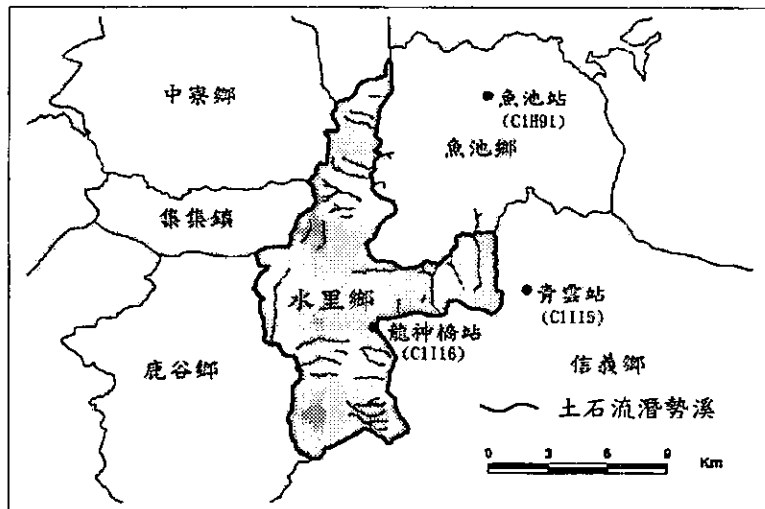 中寮鄉
魚池站
(C1H91)
魚池鄉
集集鎮
水里鄉
青雲站
(C1I15)
龍神橋站
(C1I16)
鹿谷鄉
信義鄉
土石流潛勢溪
0 3 6 9 Km